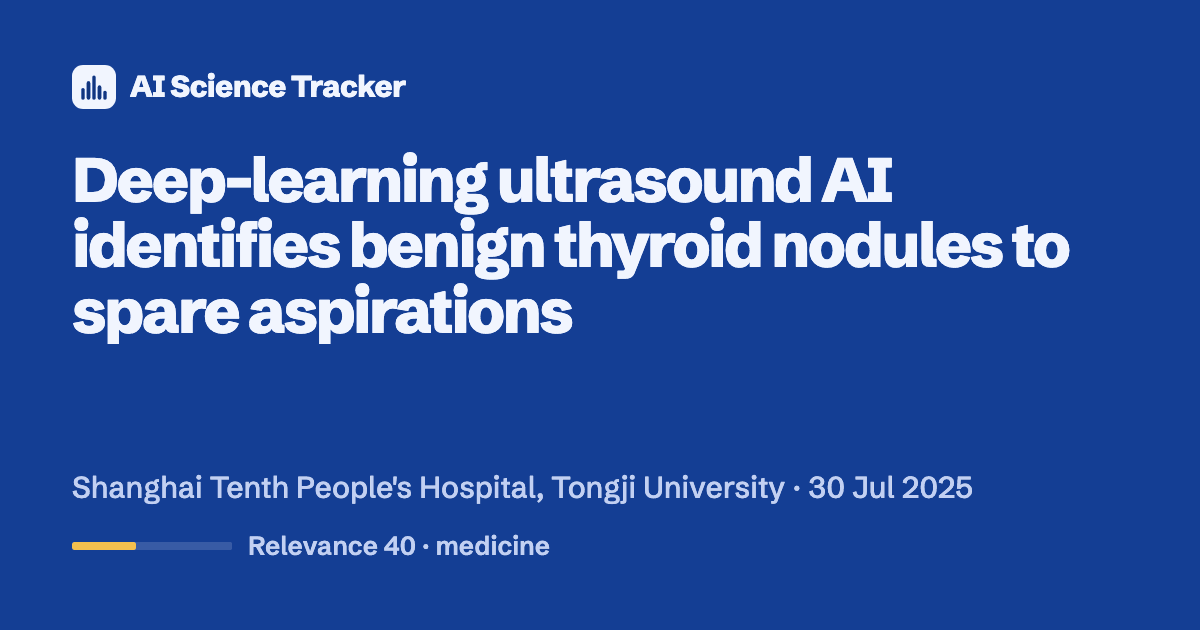 AI Science Tracker
Deep-learning ultrasound AI
identifies benign thyroid nodules to
spare aspirations
Shanghai Tenth People's Hospital, Tongji University · 30 Jul 2025
Relevance 40 · medicine